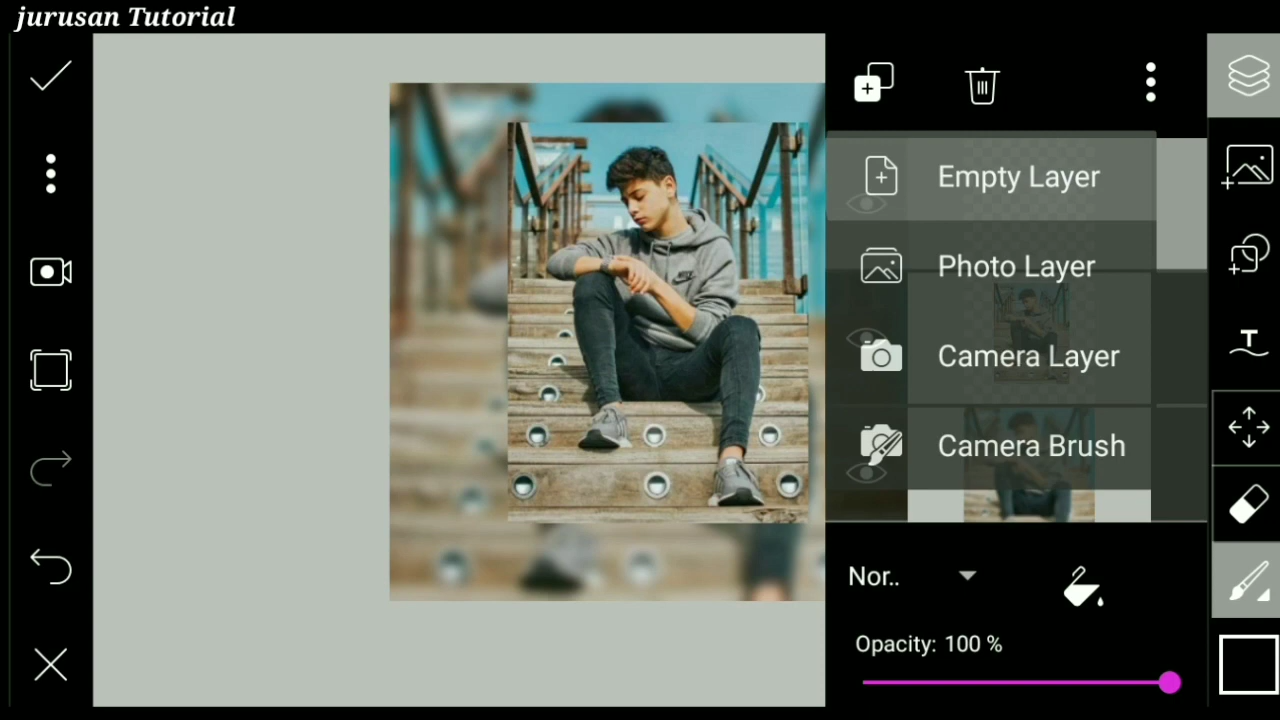 jurusan Tutorial
Empty Layer
Photo Layer
Camera Layer
Camera Brush
Nor..
Opacity: 100 %
T